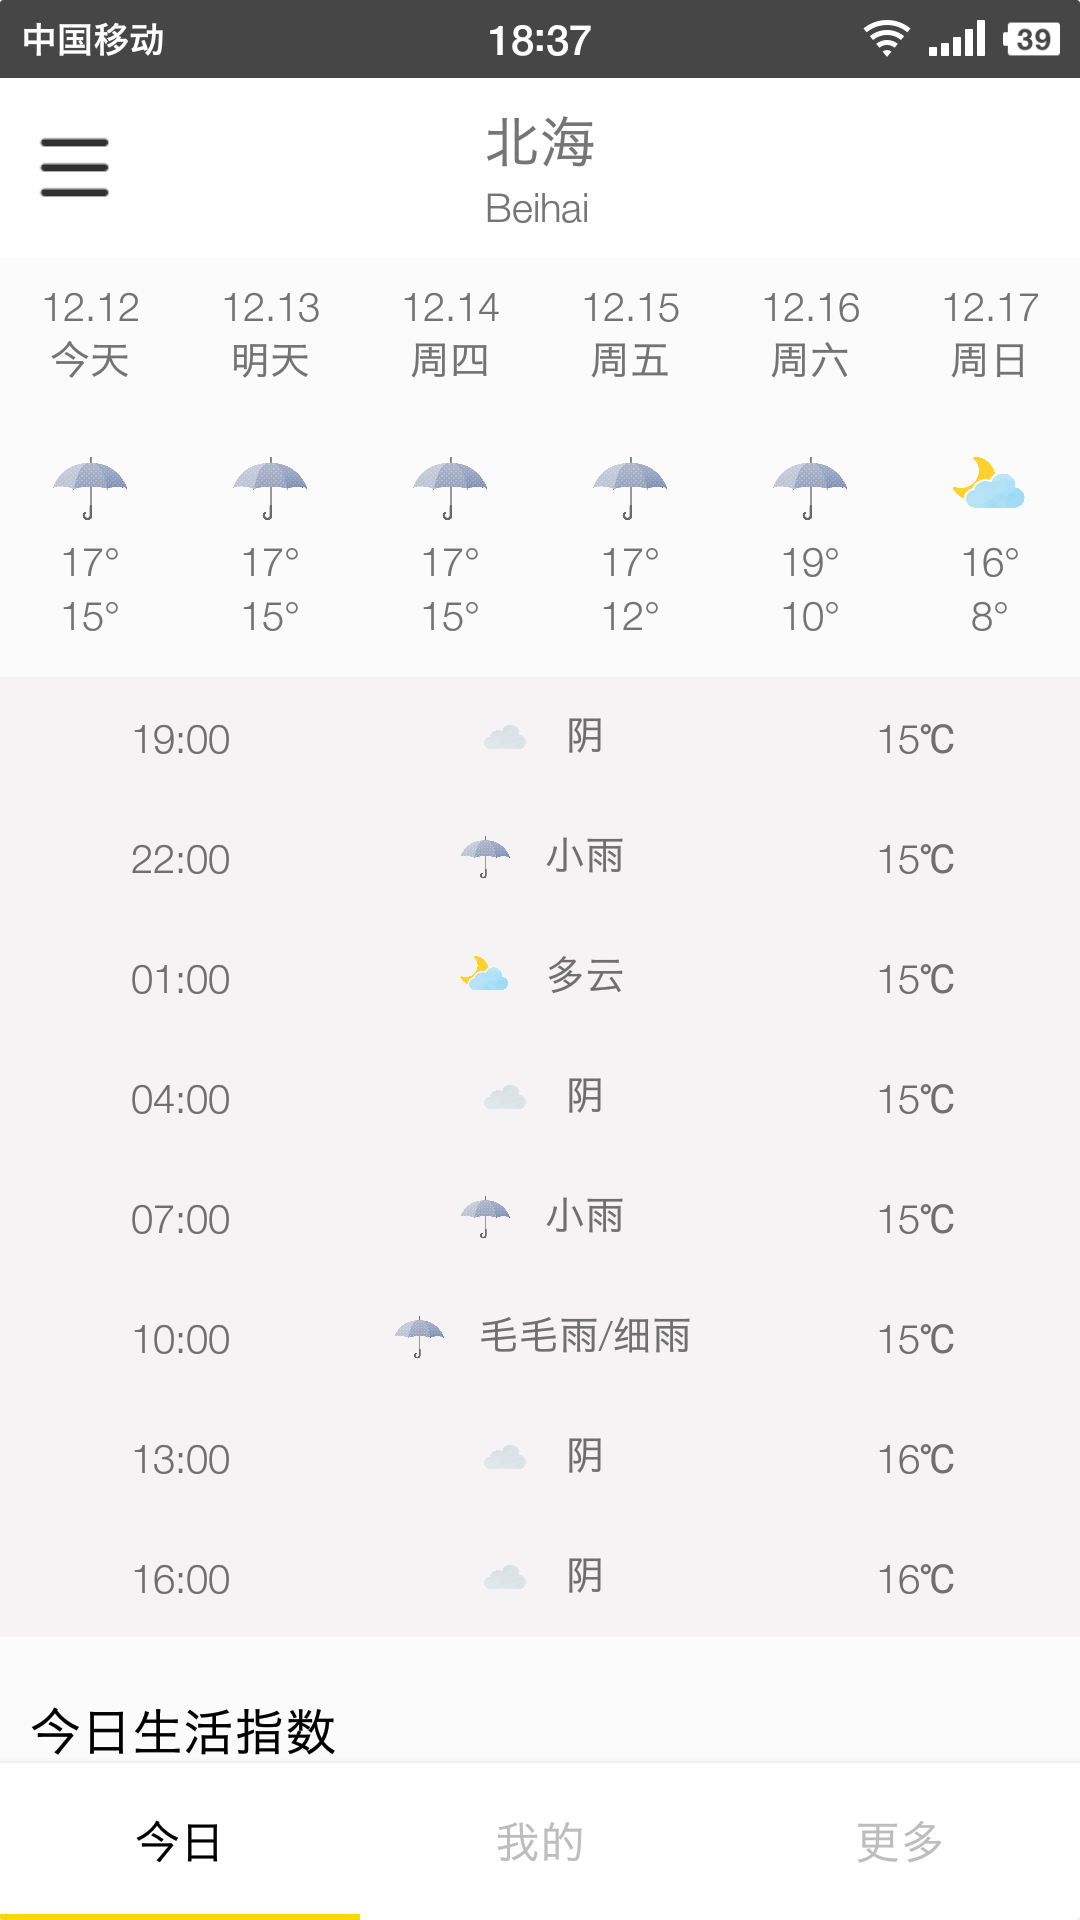 中国移动 18:37 39
北海
Beihai
12.12 12.13 12.14 12.15 12.16 12.17
今天 明天 周四 周五 周六 周日
17° 17° 17° 17° 19° 16°
15° 15° 15° 12° 10° 8°
19:00 阴 15℃
22:00 小雨 15℃
01:00 多云 15℃
04:00 阴 15℃
07:00 小雨 15℃
10:00 毛毛雨/细雨 15℃
13:00 阴 16℃
16:00 阴 16℃
今日生活指数
今日 我的 更多